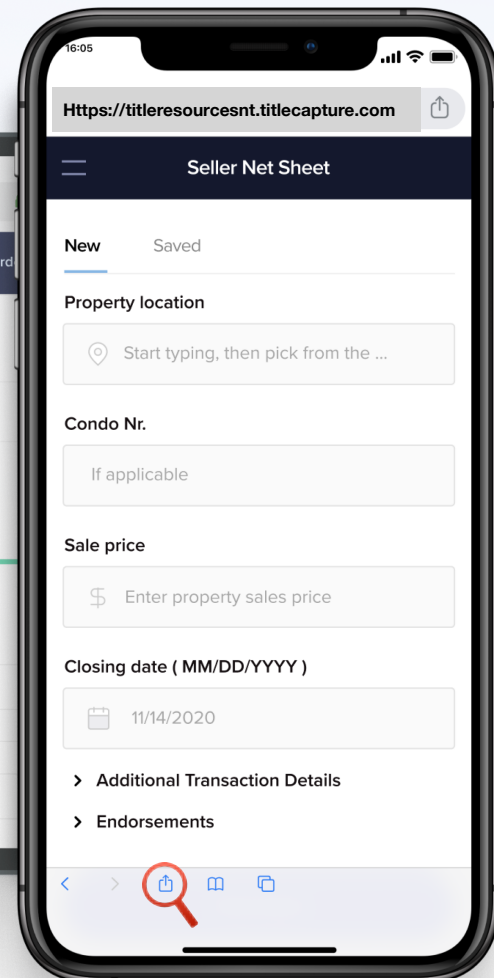 16:05
Https://titleresourcesnt.titlecapture.com
Seller Net Sheet
New Saved
Property location
Start typing, then pick from the ...
Condo Nr.
If applicable
Sale price
$ Enter property sales price
Closing date ( MM/DD/YYYY )
11/14/2020
> Additional Transaction Details
> Endorsements